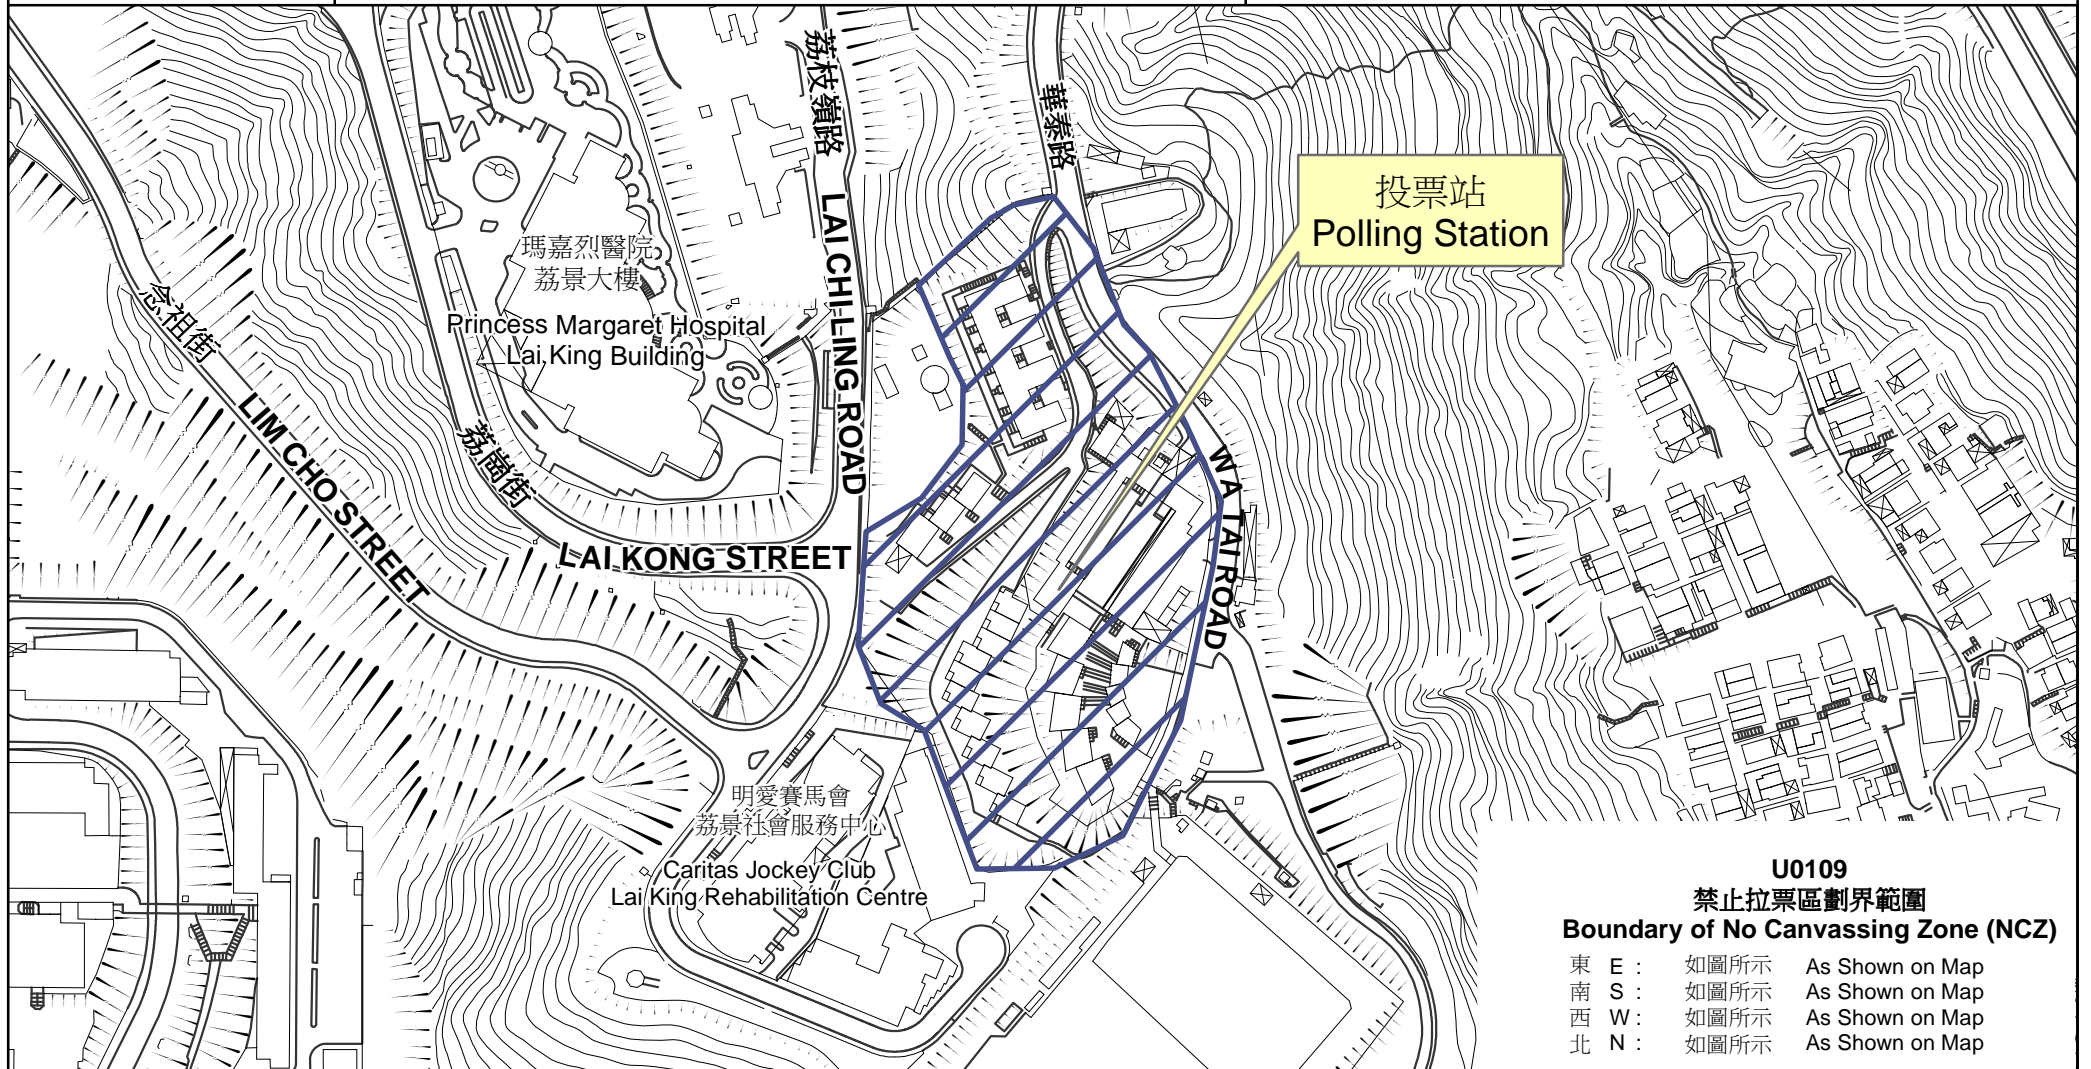 荔枝嶺路
LAI CHI LING ROAD
華泰路
WA TAI ROAD
投票站
Polling Station
瑪嘉烈醫院
荔景大樓
Princess Margaret Hospital
Lai King Building
念祖街
LIM CHO STREET
荔崗街
LAI KONG STREET
明愛賽馬會
荔景社會服務中心
Caritas Jockey Club
Lai King Rehabilitation Centre
U0109
禁止拉票區劃界範圍
Boundary of No Canvassing Zone (NCZ)
東 E : 如圖所示 As Shown on Map
南 S : 如圖所示 As Shown on Map
西 W : 如圖所示 As Shown on Map
北 N : 如圖所示 As Shown on Map